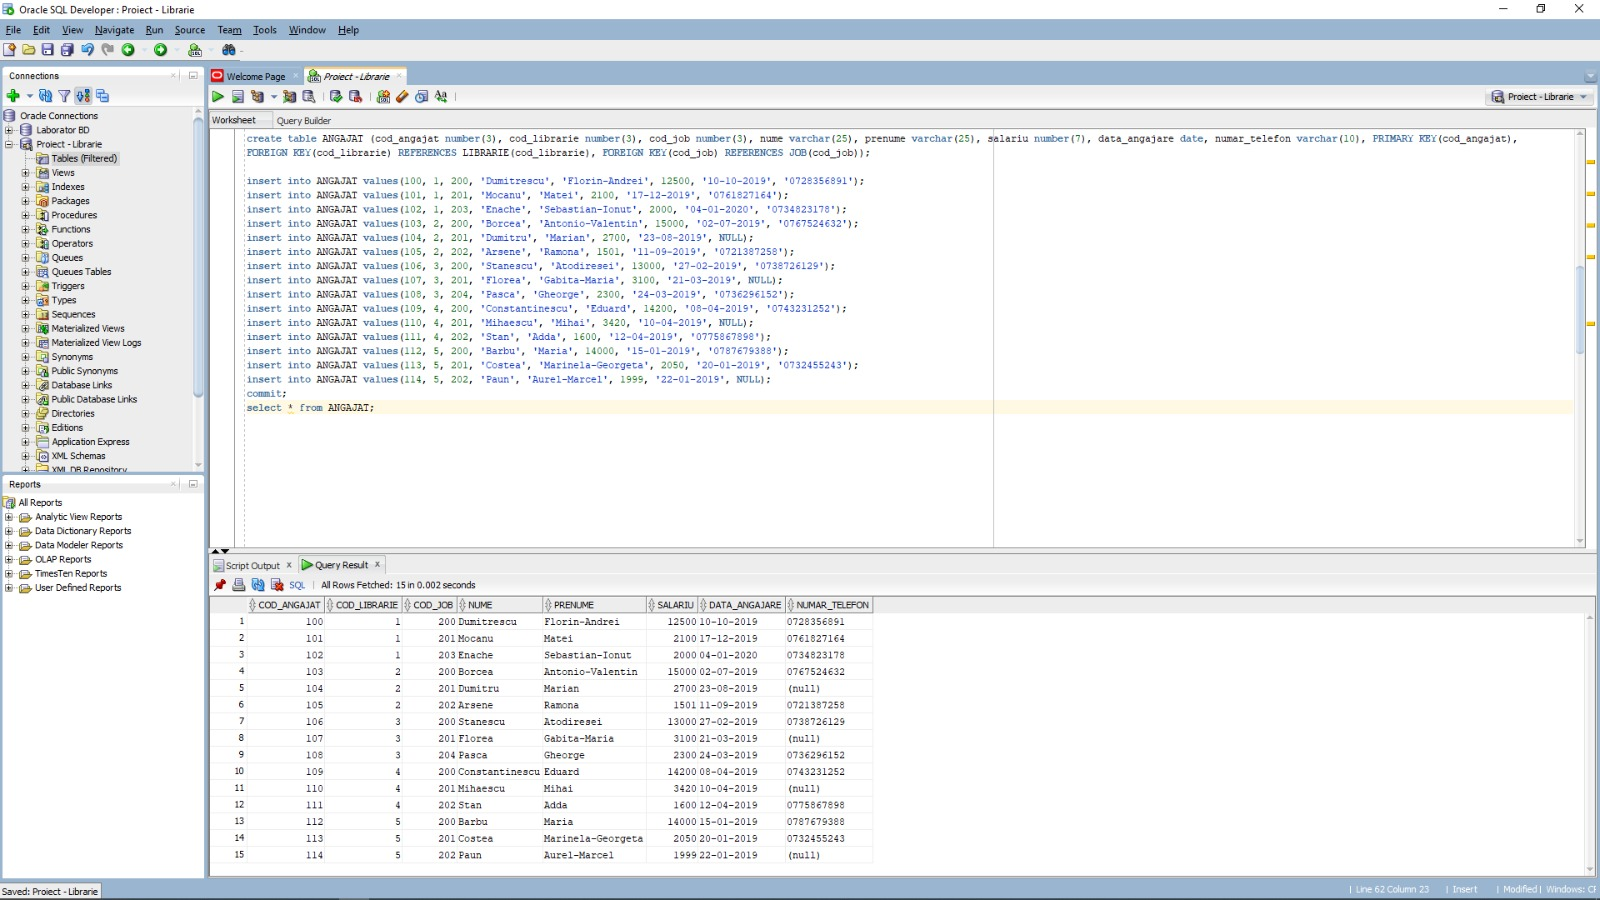 Oracle SQL Developer : Proiect - Librarie
File Edit View Navigate Run Source Team Tools Window Help
Connections
Oracle Connections
Laborator BD
Proiect - Librarie
Tables (Filtered)
Views
Indexes
Packages
Procedures
Functions
Operators
Queues
Queues Tables
Triggers
Types
Sequences
Materialized Views
Materialized View Logs
Synonyms
Public Synonyms
Database Links
Public Database Links
Directories
Editions
Application Express
XML Schemas
XML DB Repository
Reports
All Reports
Analytic View Reports
Data Dictionary Reports
Data Modeler Reports
OLAP Reports
TimesTen Reports
User Defined Reports
Welcome Page Proiect - Librarie
Proiect - Librarie
Worksheet Query Builder
create table ANGAJAT (cod_angajat number(3), cod_librarie number(3), cod_job number(3), nume varchar(25), prenume varchar(25), salariu number(7), data_angajare date, numar_telefon varchar(10), PRIMARY KEY(cod_angajat),
FOREIGN KEY(cod_librarie) REFERENCES LIBRARIE(cod_librarie), FOREIGN KEY(cod_job) REFERENCES JOB(cod_job));
insert into ANGAJAT values(100, 1, 200, 'Dumitrescu', 'Florin-Andrei', 12500, '10-10-2019', '0728356891');
insert into ANGAJAT values(101, 1, 201, 'Mocanu', 'Matei', 2100, '17-12-2019', '0761827164');
insert into ANGAJAT values(102, 1, 203, 'Enache', 'Sebastian-Ionut', 2000, '04-01-2020', '0734823178');
insert into ANGAJAT values(103, 2, 200, 'Borcea', 'Antonio-Valentin', 15000, '02-07-2019', '0767524632');
insert into ANGAJAT values(104, 2, 201, 'Dumitru', 'Marian', 2700, '23-08-2019', NULL);
insert into ANGAJAT values(105, 2, 202, 'Arsene', 'Ramona', 1501, '11-09-2019', '0721387258');
insert into ANGAJAT values(106, 3, 200, 'Stanescu', 'Atodiresei', 13000, '27-02-2019', '0738726129');
insert into ANGAJAT values(107, 3, 201, 'Florea', 'Gabita-Maria', 3100, '21-03-2019', NULL);
insert into ANGAJAT values(108, 3, 204, 'Pasca', 'Gheorge', 2300, '24-03-2019', '0736296152');
insert into ANGAJAT values(109, 4, 200, 'Constantinescu', 'Eduard', 14200, '08-04-2019', '0743231252');
insert into ANGAJAT values(110, 4, 201, 'Mihaescu', 'Mihai', 3420, '10-04-2019', NULL);
insert into ANGAJAT values(111, 4, 202, 'Stan', 'Adda', 1600, '12-04-2019', '0775867898');
insert into ANGAJAT values(112, 5, 200, 'Barbu', 'Maria', 14000, '15-01-2019', '0787679388');
insert into ANGAJAT values(113, 5, 201, 'Costea', 'Marinela-Georgeta', 2050, '20-01-2019', '0732455243');
insert into ANGAJAT values(114, 5, 202, 'Paun', 'Aurel-Marcel', 1999, '22-01-2019', NULL);
commit;
select * from ANGAJAT;
Script Output Query Result
SQL All Rows Fetched: 15 in 0.002 seconds
COD_ANGAJAT COD_LIBRARIE COD_JOB NUME PRENUME SALARIU DATA_ANGAJARE NUMAR_TELEFON
1 100 1 200 Dumitrescu Florin-Andrei 12500 10-10-2019 0728356891
2 101 1 201 Mocanu Matei 2100 17-12-2019 0761827164
3 102 1 203 Enache Sebastian-Ionut 2000 04-01-2020 0734823178
4 103 2 200 Borcea Antonio-Valentin 15000 02-07-2019 0767524632
5 104 2 201 Dumitru Marian 2700 23-08-2019 (null)
6 105 2 202 Arsene Ramona 1501 11-09-2019 0721387258
7 106 3 200 Stanescu Atodiresei 13000 27-02-2019 0738726129
8 107 3 201 Florea Gabita-Maria 3100 21-03-2019 (null)
9 108 3 204 Pasca Gheorge 2300 24-03-2019 0736296152
10 109 4 200 Constantinescu Eduard 14200 08-04-2019 0743231252
11 110 4 201 Mihaescu Mihai 3420 10-04-2019 (null)
12 111 4 202 Stan Adda 1600 12-04-2019 0775867898
13 112 5 200 Barbu Maria 14000 15-01-2019 0787679388
14 113 5 201 Costea Marinela-Georgeta 2050 20-01-2019 0732455243
15 114 5 202 Paun Aurel-Marcel 1999 22-01-2019 (null)
Saved: Proiect - Librarie
Line 62 Column 23 Insert Modified Windows: CF